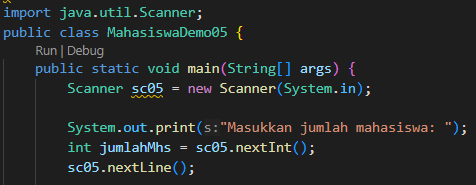 import java.util.Scanner;
public class MahasiswaDemo05 {
Run | Debug
public static void main(String[] args) {
Scanner sc05 = new Scanner(System.in);
System.out.print(s:"Masukkan jumlah mahasiswa: ");
int jumlahMhs = sc05.nextInt();
sc05.nextLine();